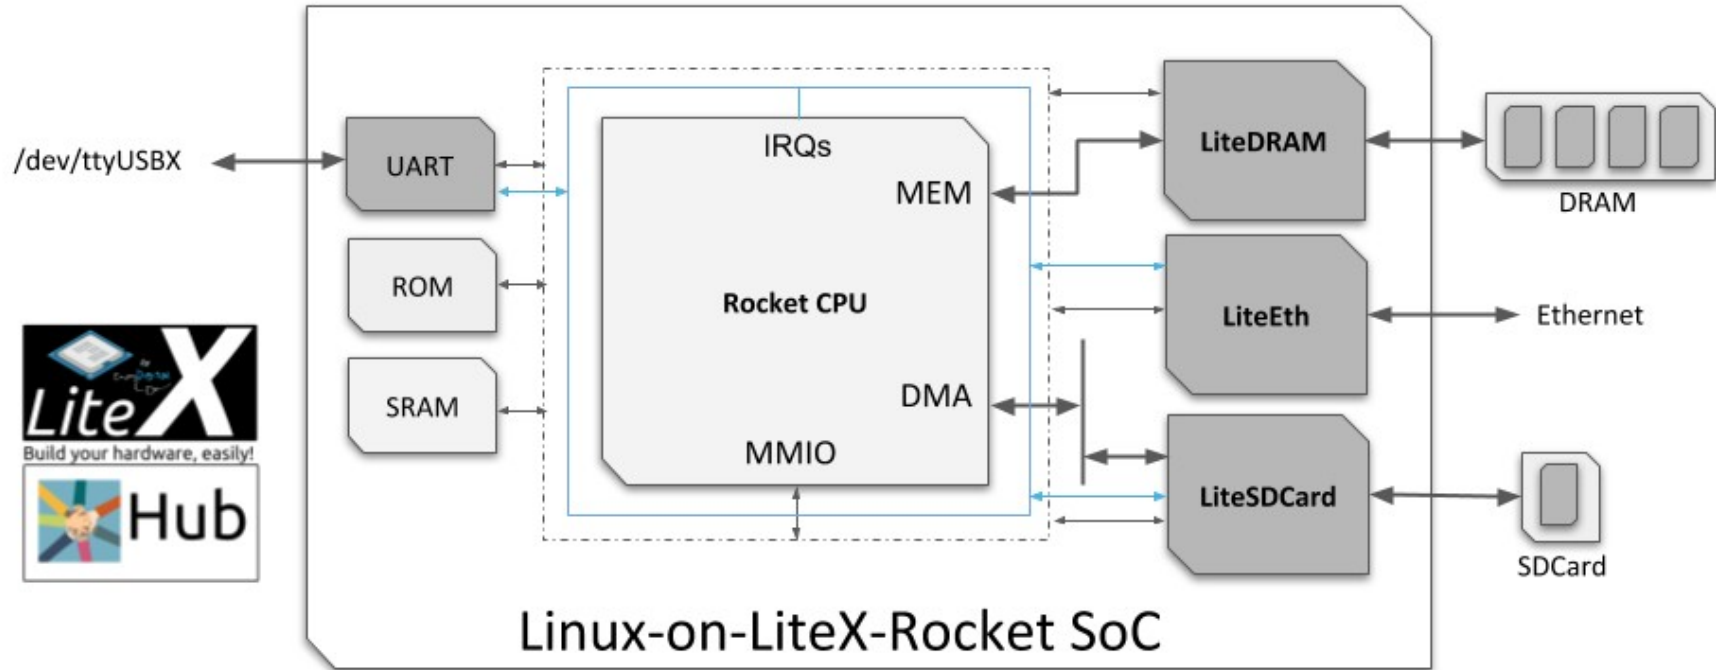 /dev/ttyUSBX
UART
ROM
SRAM
IRQs
MEM
Rocket CPU
DMA
MMIO
LiteDRAM
LiteEth
LiteSDCard
DRAM
Ethernet
SDCard
LiteX
Build your hardware, easily!
Hub
Linux-on-LiteX-Rocket SoC